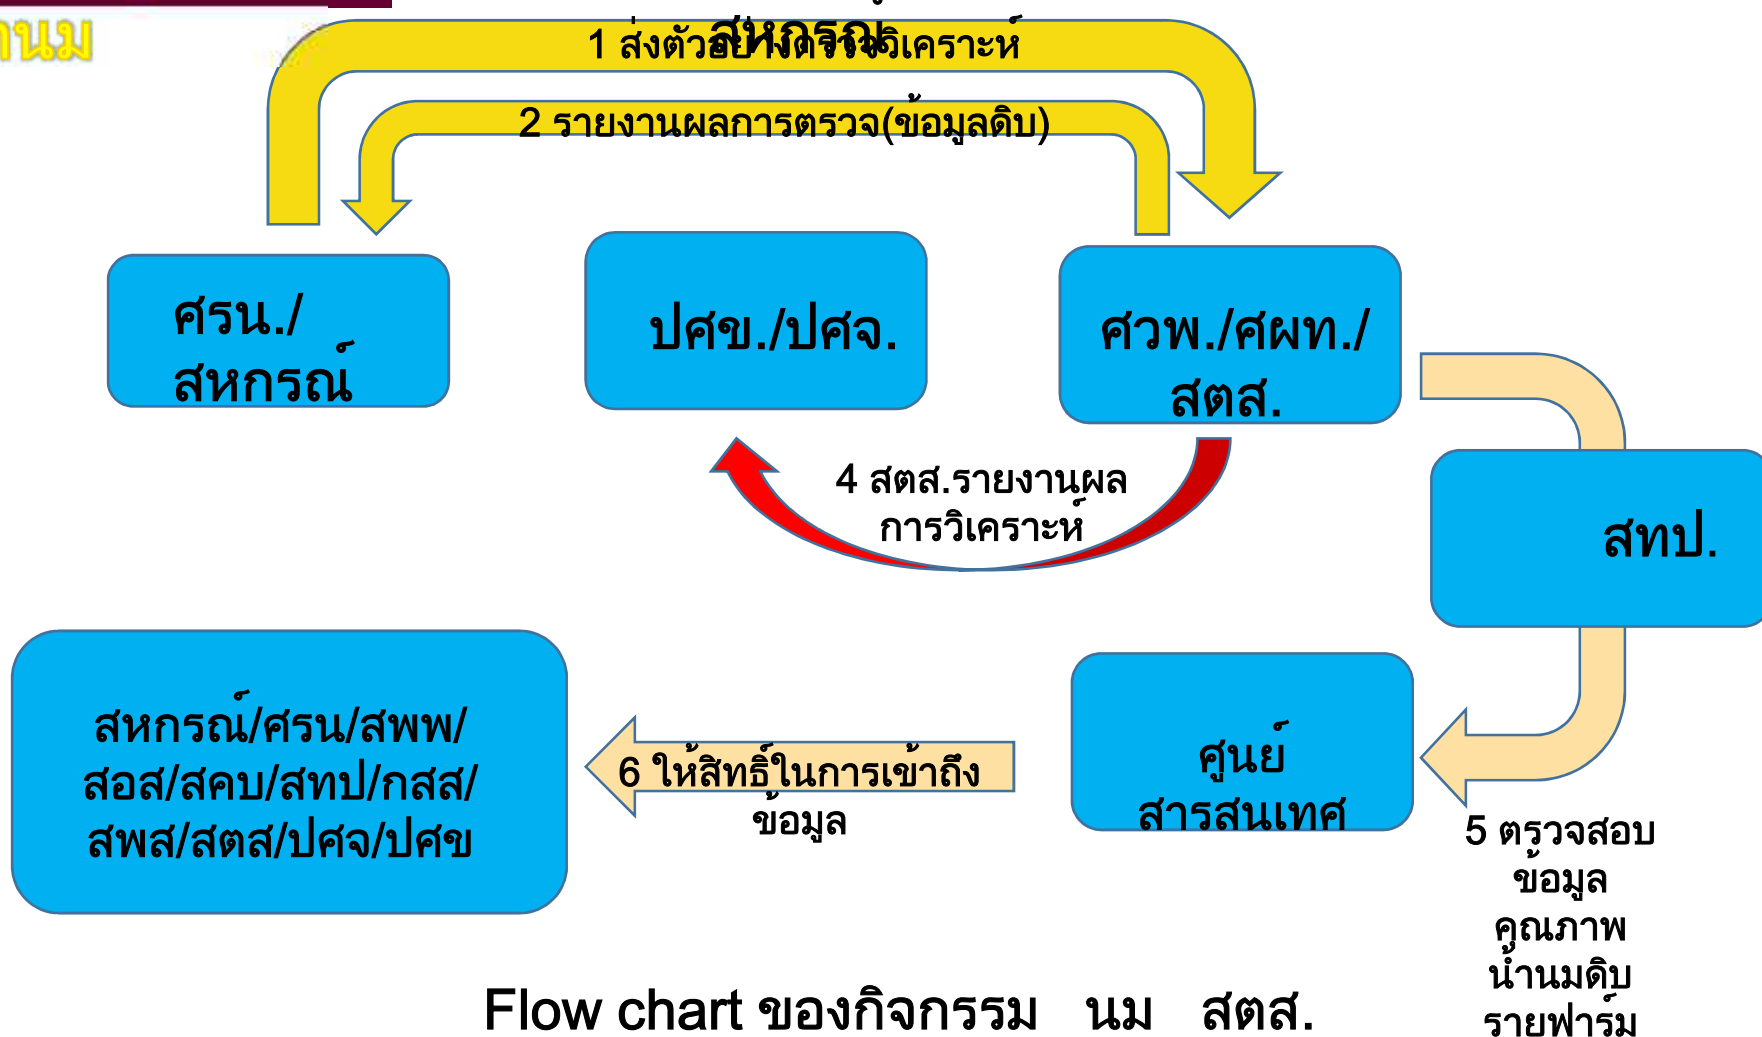 านม
สหกรณ
1 ส่งตัวอย่างตรวจวิเคราะห์
2 รายงานผลการตรวจ(ข้อมูลดิบ)
ศรน./
สหกรณ์
ปศข./ปศจ.
ศวพ./ศผท./
สตส.
4 สตส.รายงานผล
การวิเคราะห์
สทป.
สหกรณ์/ศรน/สพพ/
สอส/สคบ/สทป/กสส/
สพส/สตส/ปศจ/ปศข
6 ให้สิทธิ์ในการเข้าถึง
ข้อมูล
ศูนย์
สารสนเทศ
5 ตรวจสอบ
ข้อมูล
คุณภาพ
น้ำนมดิบ
รายฟาร์ม
Flow chart ของกิจกรรม นม สตส.